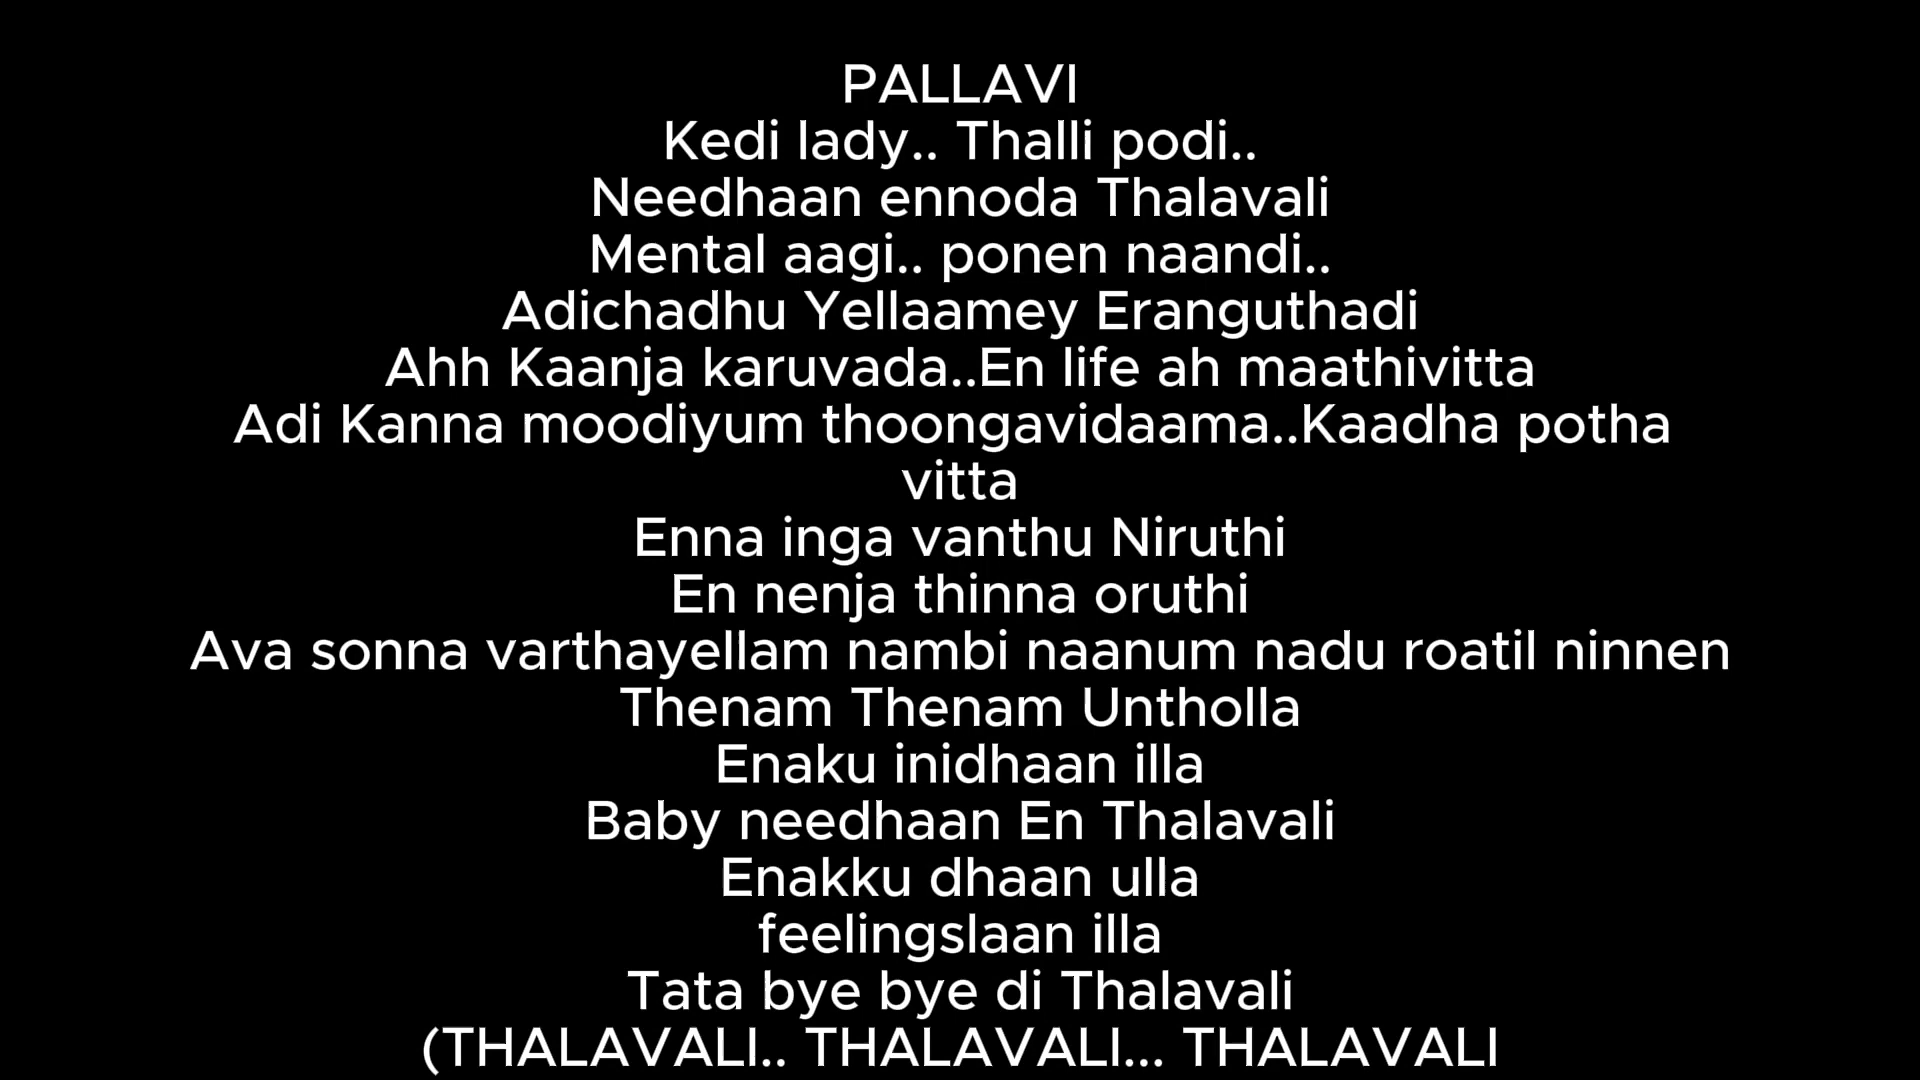 PALLAVI
Kedi lady.. Thalli podi..
Needhaan ennoda Thalavali
Mental aagi.. ponen naandi..
Adichadhu Yellaamey Eranguthadi
Ahh Kaanja karuvada..En life ah maathivitta
Adi Kanna moodiyum thoongavidaama..Kaadha potha
vitta
Enna inga vanthu Niruthi
En nenja thinna oruthi
Ava sonna varthayellam nambi naanum nadu roatil ninnen
Thenam Thenam Untholla
Enaku inidhaan illa
Baby needhaan En Thalavali
Enakku dhaan ulla
feelingslaan illa
Tata bye bye di Thalavali
(THALAVALI.. THALAVALI... THALAVALI